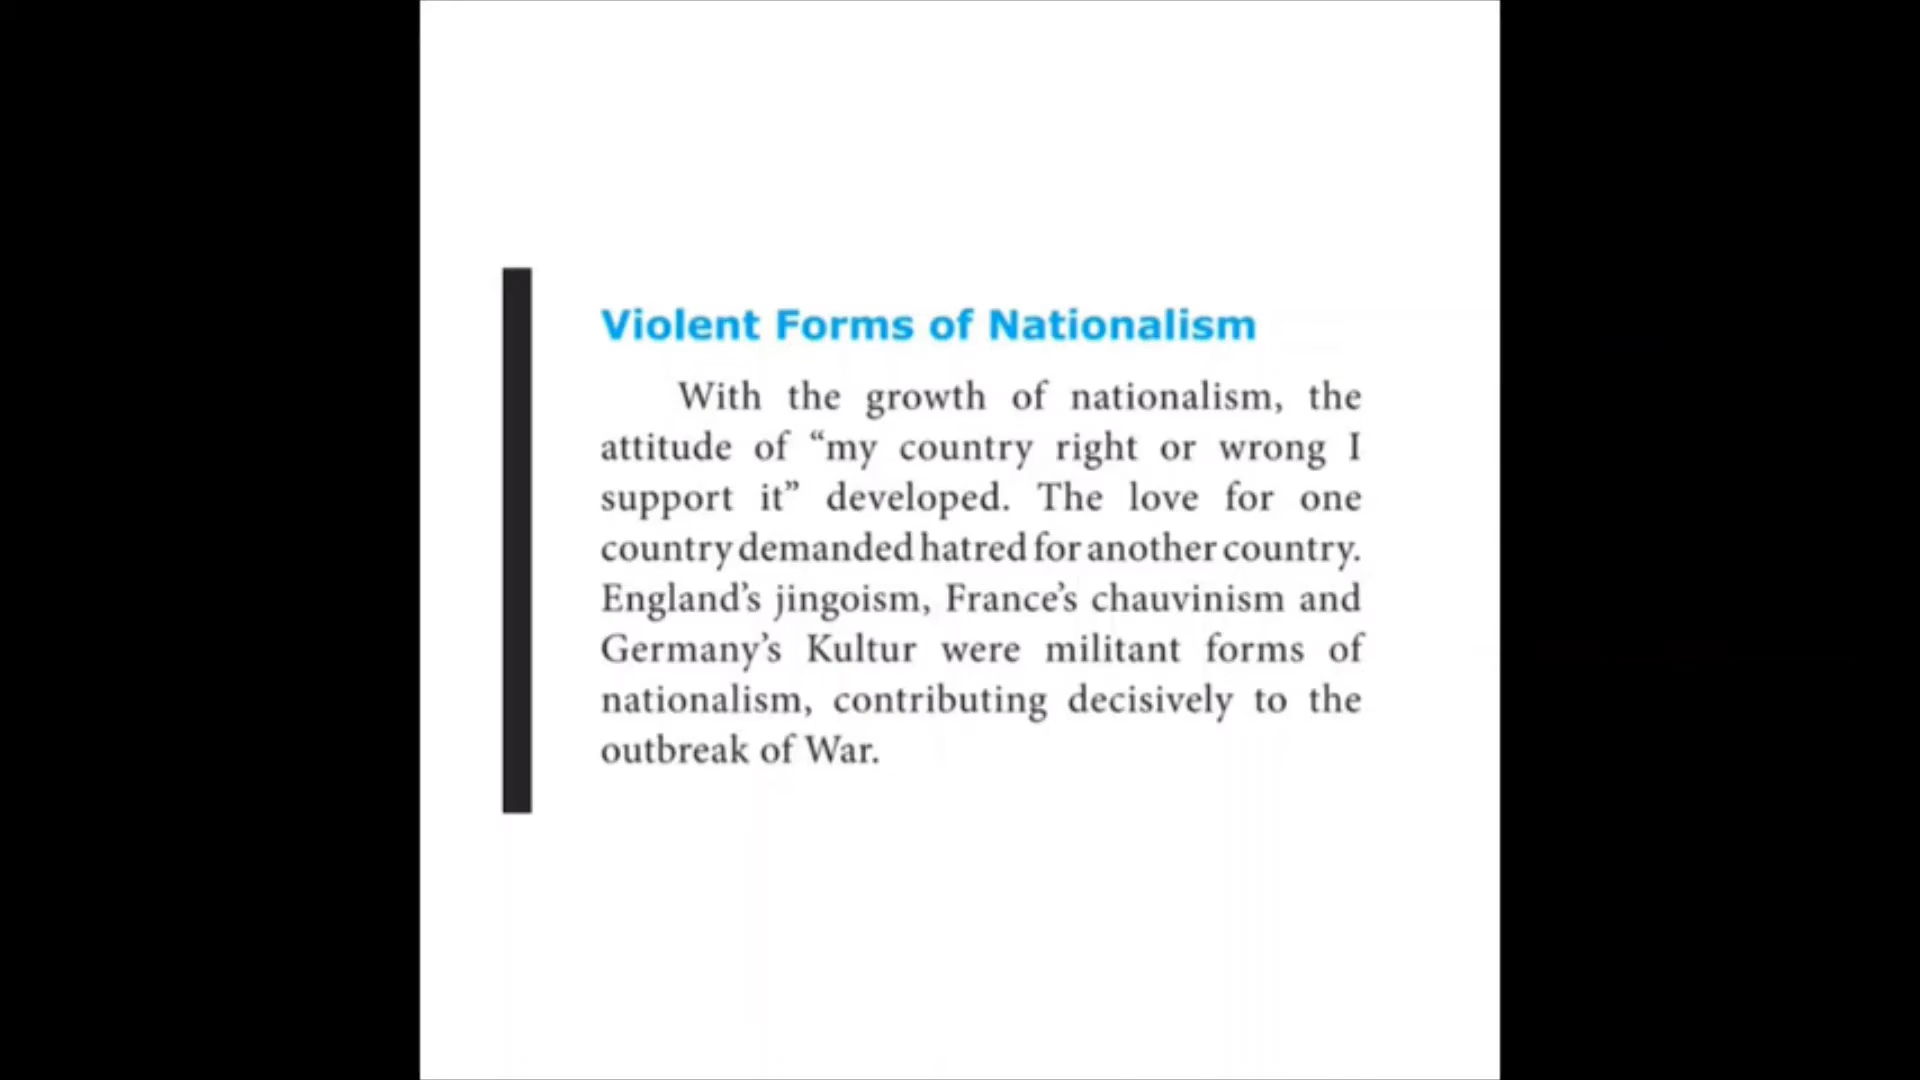 Violent Forms of Nationalism
With the growth of nationalism, the
attitude of “my country right or wrong I
support it” developed. The love for one
country demanded hatred for another country.
England’s jingoism, France’s chauvinism and
Germany’s Kultur were militant forms of
nationalism, contributing decisively to the
outbreak of War.